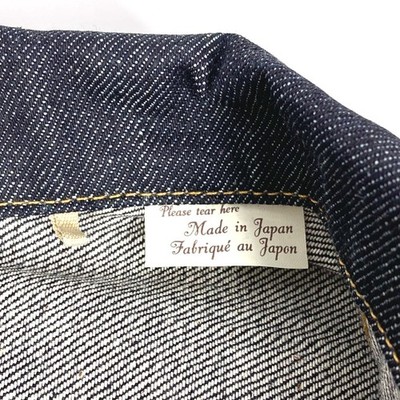 Please tear here
Made in Japan
Fabriqué au Japon